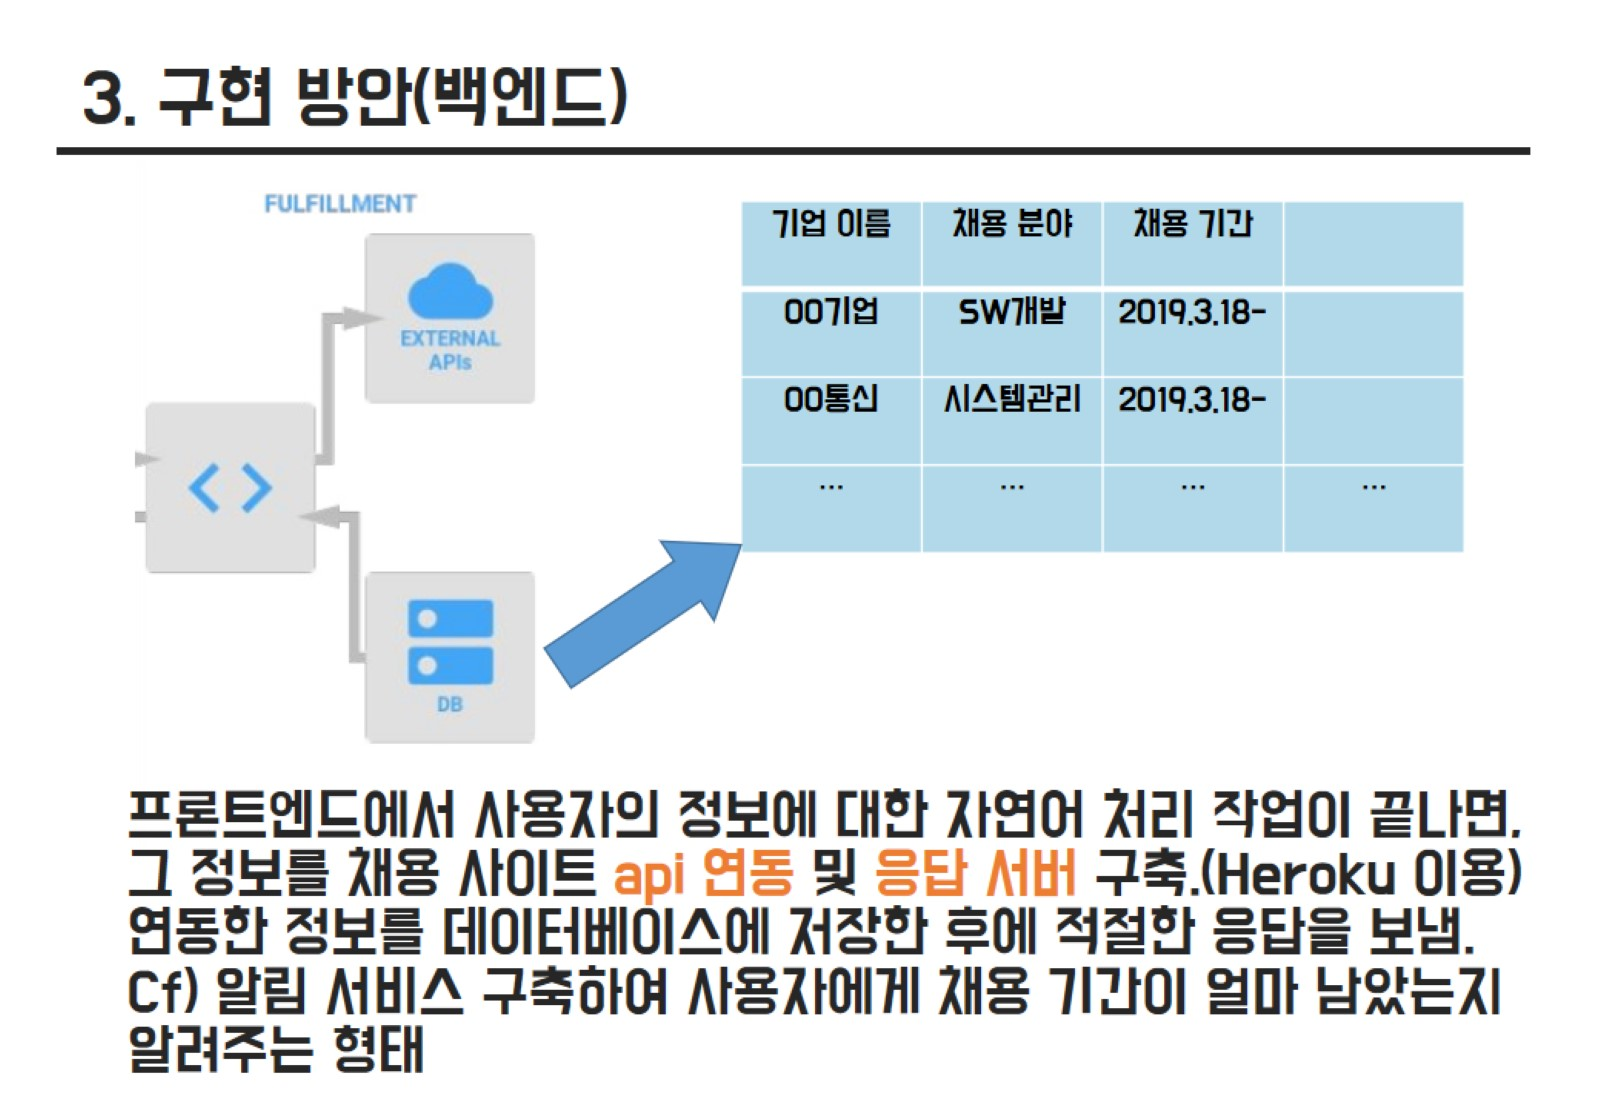 3. 구현 방안(백엔드)
FULFILLMENT
EXTERNAL
APIs
DB
기업 이름 채용 분야 채용 기간
00기업 SW개발 2019.3.18-
00통신 시스템관리 2019.3.18-
... ... ... ...
프론트엔드에서 사용자의 정보에 대한 자연어 처리 작업이 끝나면,
그 정보를 채용 사이트 api 연동 및 응답 서버 구축.(Heroku 이용)
연동한 정보를 데이터베이스에 저장한 후에 적절한 응답을 보냄.
Cf) 알림 서비스 구축하여 사용자에게 채용 기간이 얼마 남았는지
알려주는 형태